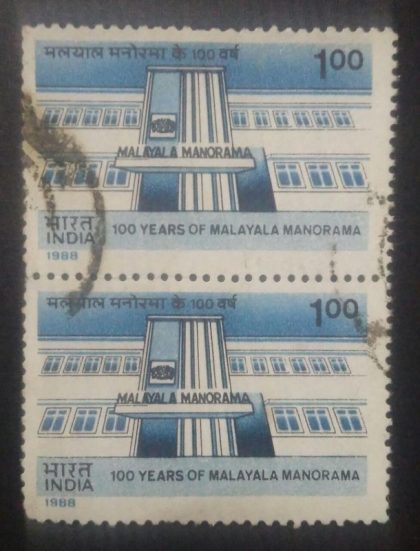 मलयाल मनोरमा के 100 वर्ष 1.00
MALAYALA MANORAMA
भारत
INDIA
1988
100 YEARS OF MALAYALA MANORAMA
मलयाल मनोरमा के 100 वर्ष 1.00
MALAYALA MANORAMA
भारत
INDIA
1988
100 YEARS OF MALAYALA MANORAMA